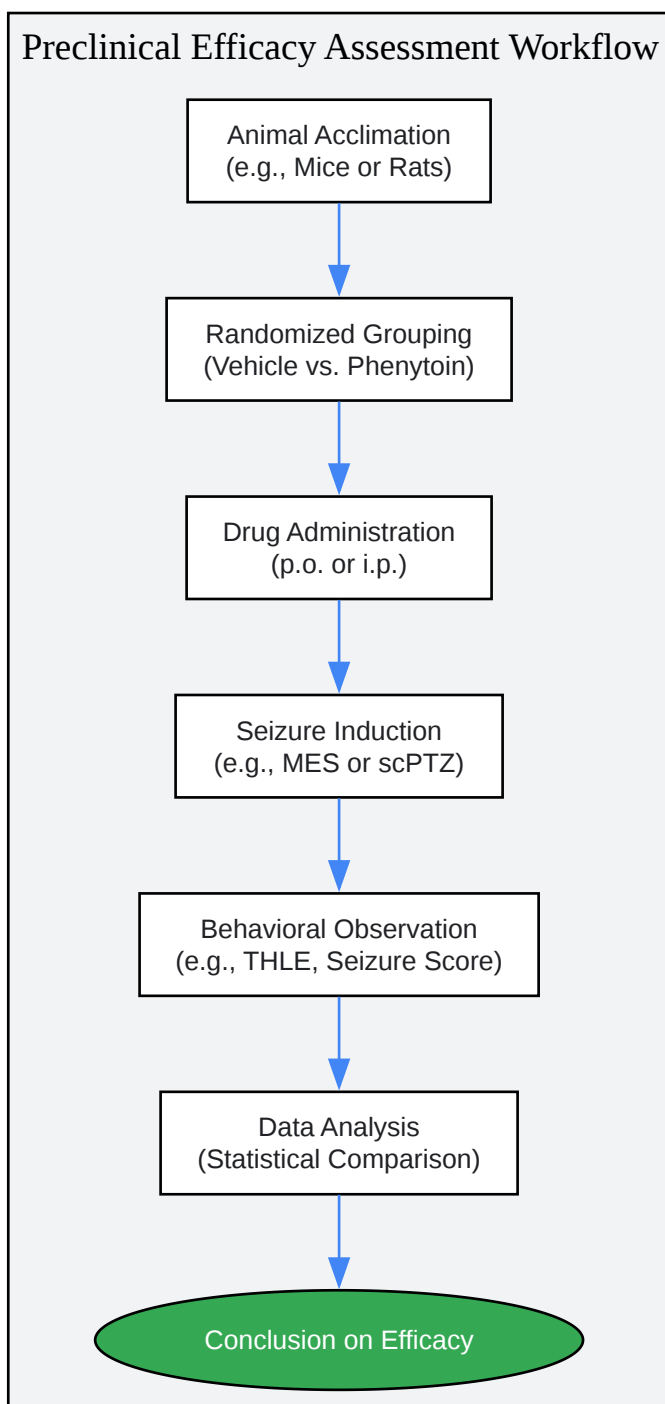 Preclinical Efficacy Assessment Workflow
Animal Acclimation
(e.g., Mice or Rats)
Randomized Grouping
(Vehicle vs. Phenytoin)
Drug Administration
(p.o. or i.p.)
Seizure Induction
(e.g., MES or scPTZ)
Behavioral Observation
(e.g., THLE, Seizure Score)
Data Analysis
(Statistical Comparison)
Conclusion on Efficacy